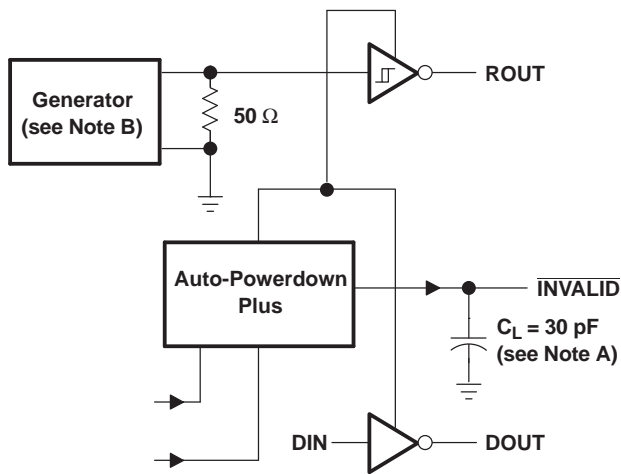 ROUT
Generator
(see Note B)
50 Ω
Auto-Powerdown
Plus
INVALID
C_L = 30 pF
(see Note A)
DIN
DOUT